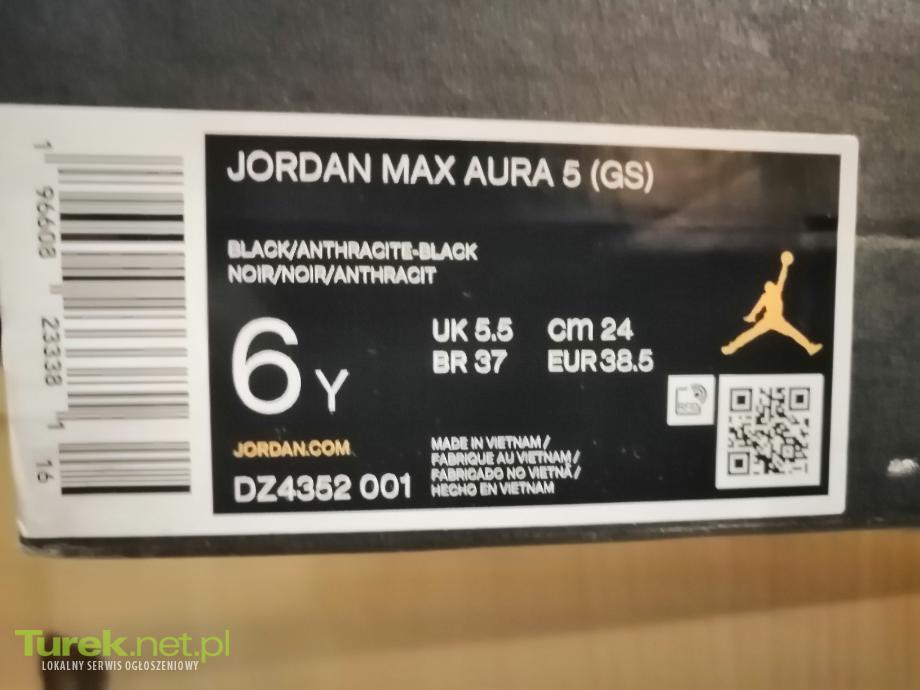 JORDAN MAX AURA 5 (GS)
BLACK/ANTHRACITE-BLACK
NOIR/NOIR/ANTHRACIT
6 Y
UK 5.5 cm 24
BR 37 EUR 38.5
RFID
JORDAN.COM
DZ4352 001
MADE IN VIETNAM /
FABRIQUE AU VIETNAM /
FABRICADO NO VIETNÃ /
HECHO EN VIETNAM
1 96608 23338 1 16
Turek.net.pl
LOKALNY SERWIS OGŁOSZENIOWY